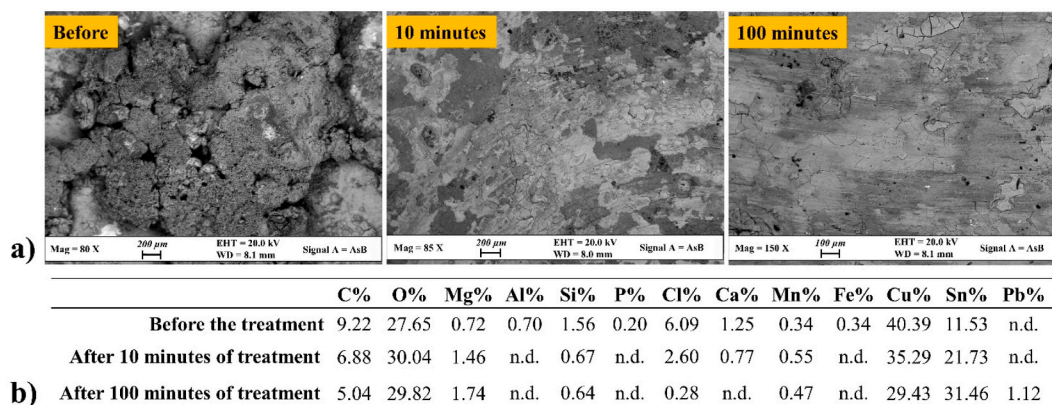 Before
10 minutes
100 minutes
a)
Mag = 80 X
200 µm
EHT = 20.0 kV
WD = 8.1 mm
Signal A = AsB
Mag = 85 X
200 µm
EHT = 20.0 kV
WD = 8.0 mm
Signal A = AsB
Mag = 150 X
100 µm
EHT = 20.0 kV
WD = 8.1 mm
Signal A = AsB
C% O% Mg% Al% Si% P% Cl% Ca% Mn% Fe% Cu% Sn% Pb%
Before the treatment 9.22 27.65 0.72 0.70 1.56 0.20 6.09 1.25 0.34 0.34 40.39 11.53 n.d.
After 10 minutes of treatment 6.88 30.04 1.46 n.d. 0.67 n.d. 2.60 0.77 0.55 n.d. 35.29 21.73 n.d.
b) After 100 minutes of treatment 5.04 29.82 1.74 n.d. 0.64 n.d. 0.28 n.d. 0.47 n.d. 29.43 31.46 1.12